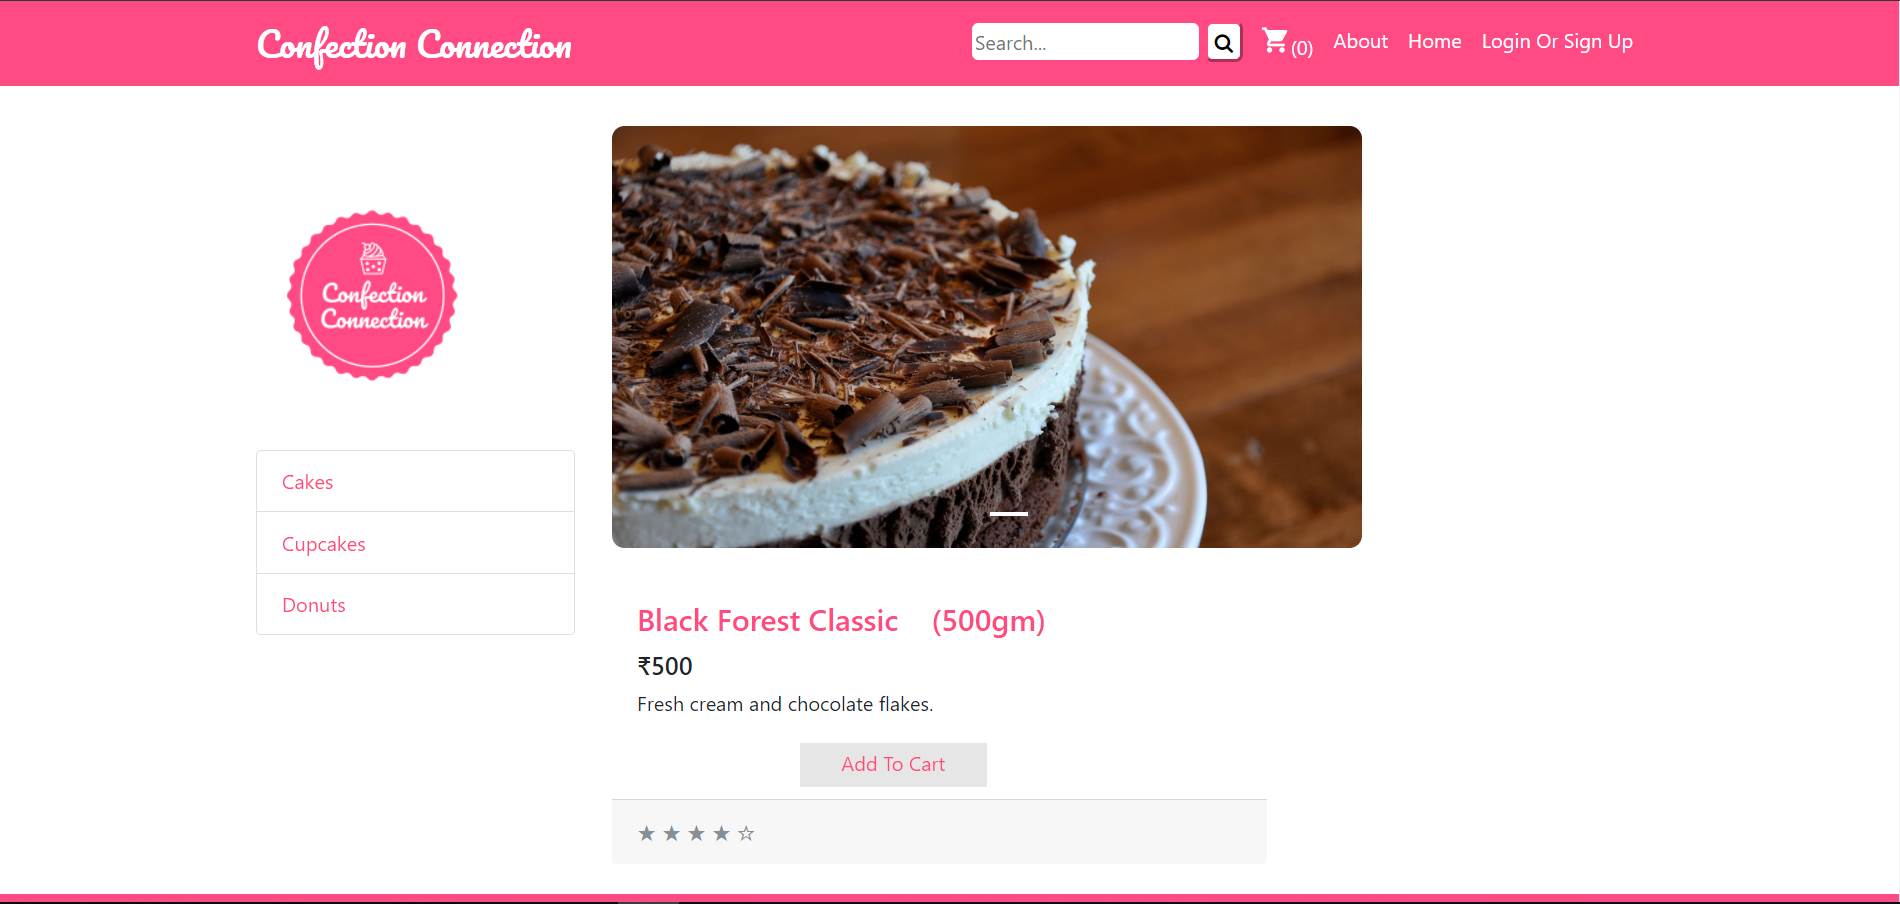 Confection Connection
Search...
(0)
About
Home
Login Or Sign Up
Confection
Connection
Cakes
Cupcakes
Donuts
Black Forest Classic (500gm)
₹500
Fresh cream and chocolate flakes.
Add To Cart
★ ★ ★ ★ ☆